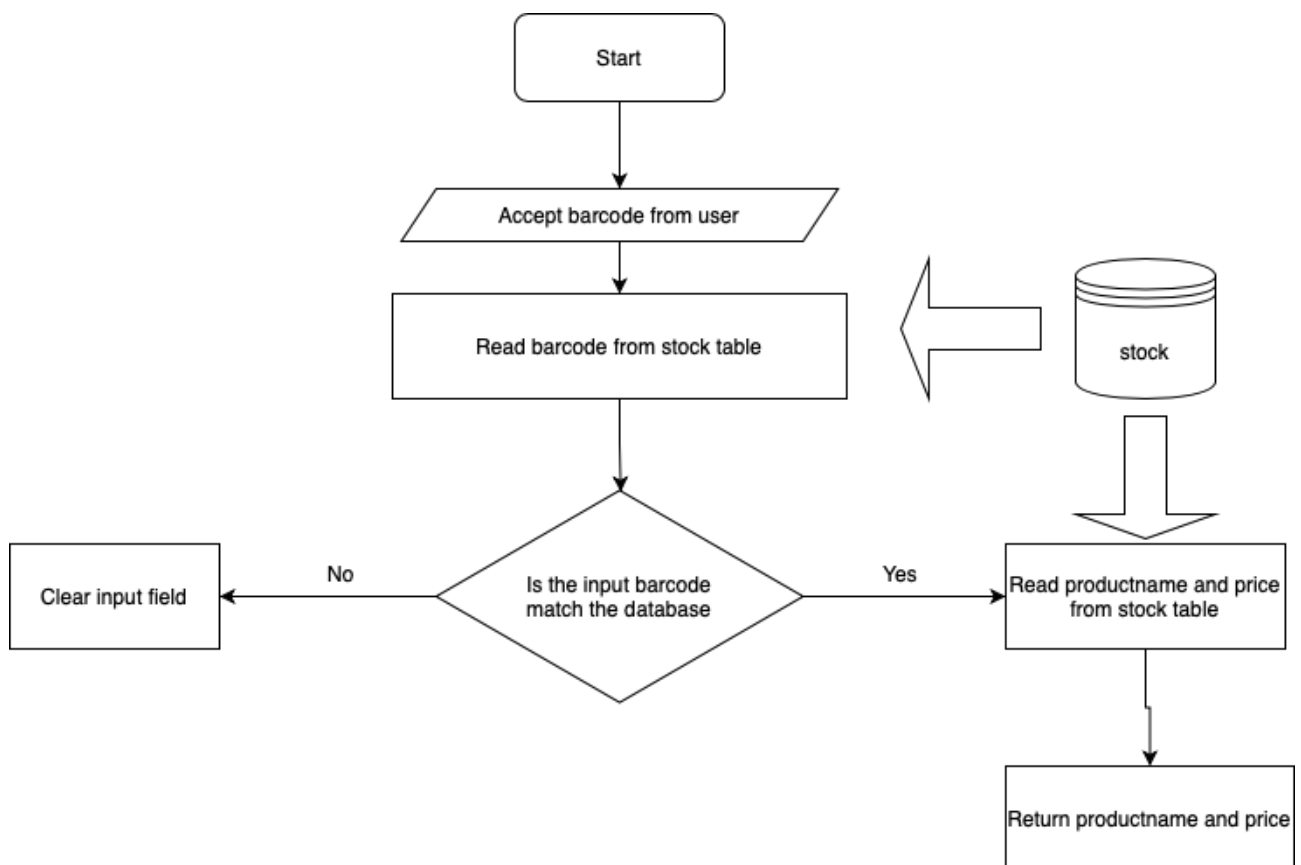 Start
Accept barcode from user
Read barcode from stock table
stock
Is the input barcode
match the database
No
Yes
Clear input field
Read productname and price
from stock table
Return productname and price